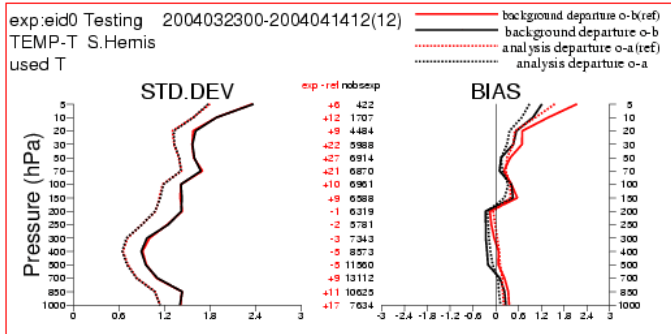 exp:eid0 Testing 2004032300-2004041412(12)
TEMP-T S.Hemis
used T
background departure o-b(ref)
background departure o-b
analysis departure o-a(ref)
analysis departure o-a
STD.DEV
exp - ref nobsexp
BIAS
Pressure (hPa)
5 +6 422 5
10 +12 1707 10
20 +9 4484 20
30 +22 5988 30
50 +27 6914 50
70 +21 6870 70
100 +10 6961 100
150 +9 6588 150
200 -1 6319 200
250 -2 5781 250
300 -3 7343 300
400 -5 8573 400
500 -5 11560 500
700 +9 13112 700
850 +11 10625 850
1000 +17 7634 1000
0 0.6 1.2 1.8 2.4 3
-3 -2.4 -1.8 -1.2 -0.6 0 0.6 1.2 1.8 2.4 3